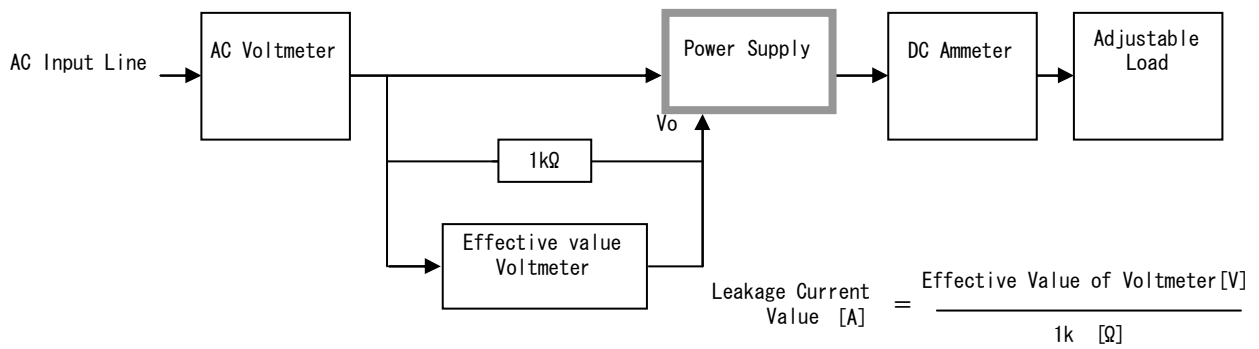 AC Input Line
AC Voltmeter
Power Supply
DC Ammeter
Adjustable
Load
Vo
1kΩ
Effective value
Voltmeter
Leakage Current
Value [A]
=
Effective Value of Voltmeter[V]
1k [Ω]